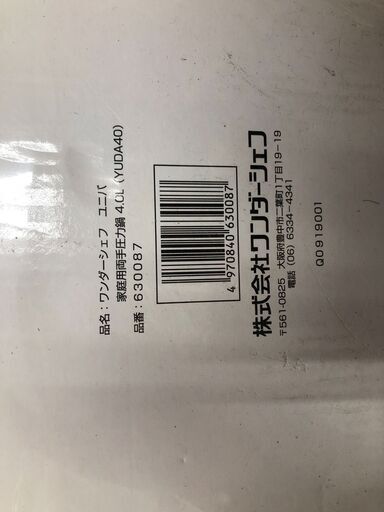 品名：ワンダーシェフ　ユニバ
家庭用両手圧力鍋 4.0L（YUDA40）
品番：630087
4 970840 630087
株式会社ワンダーシェフ
〒561-0825　大阪府豊中市二葉町1丁目19－19
電話（06）6334－4341
Q0919001